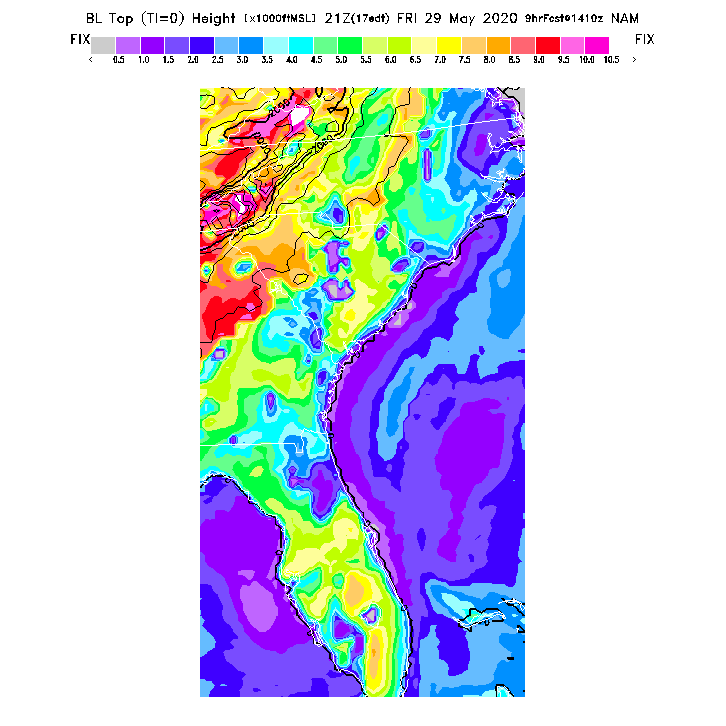 BL Top (TI=0) Height [x1000ftMSL] 21Z(17edt) FRI 29 May 2020 9hrFcst@1410z NAM
FIX FIX
< 0.5 1.0 1.5 2.0 2.5 3.0 3.5 4.0 4.5 5.0 5.5 6.0 6.5 7.0 7.5 8.0 8.5 9.0 9.5 10.0 10.5 >
2000
2000